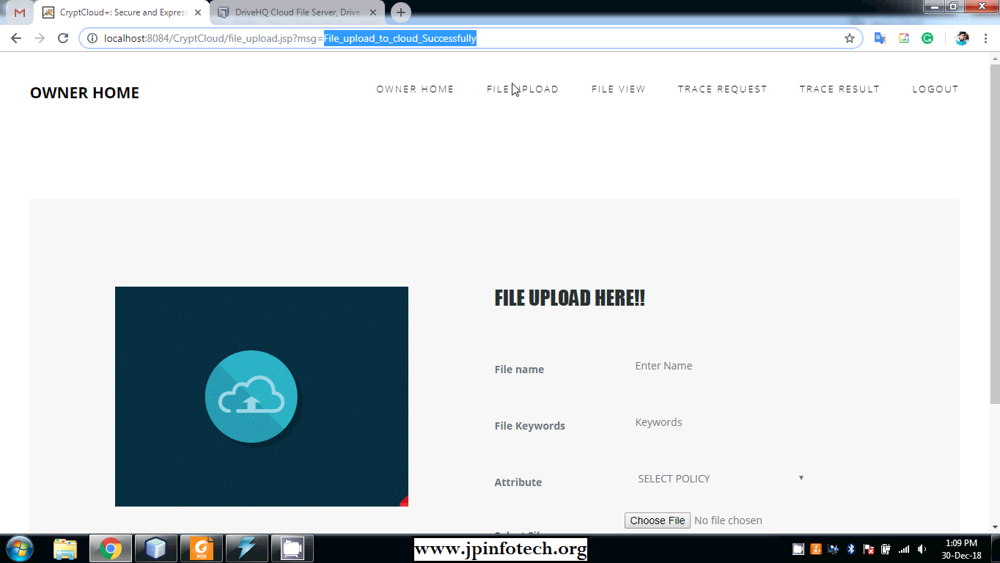 CryptCloud+: Secure and Expres
DriveHQ Cloud File Server, Drive
localhost:8084/CryptCloud/file_upload.jsp?msg=File_upload_to_cloud_Successfully
OWNER HOME
OWNER HOME FILE UPLOAD FILE VIEW TRACE REQUEST TRACE RESULT LOGOUT
FILE UPLOAD HERE!!
File name Enter Name
File Keywords Keywords
Attribute SELECT POLICY
Choose File No file chosen
PDF
www.jpinfotech.org
1:09 PM
30-Dec-18